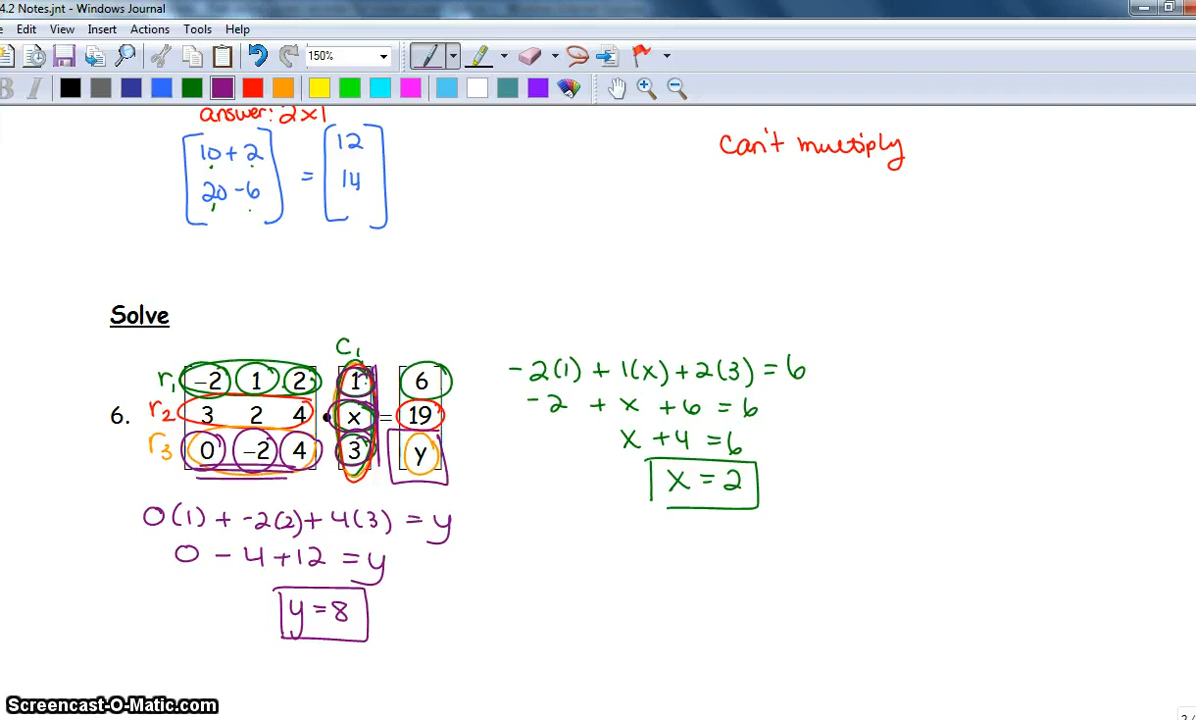 4.2 Notes.jnt - Windows Journal
Edit View Insert Actions Tools Help
150%
B I
answer: 2x1
10 + 2 12
= 
20 - 6 14
can't multiply
Solve
C1
r1 -2 1 2 1 6
6. r2 3 2 4 • x = 19
r3 0 -2 4 3 y
-2(1) + 1(x) + 2(3) = 6
-2 + x + 6 = 6
x + 4 = 6
x = 2
0(1) + -2(2) + 4(3) = y
0 - 4 + 12 = y
y = 8
Screencast-O-Matic.com